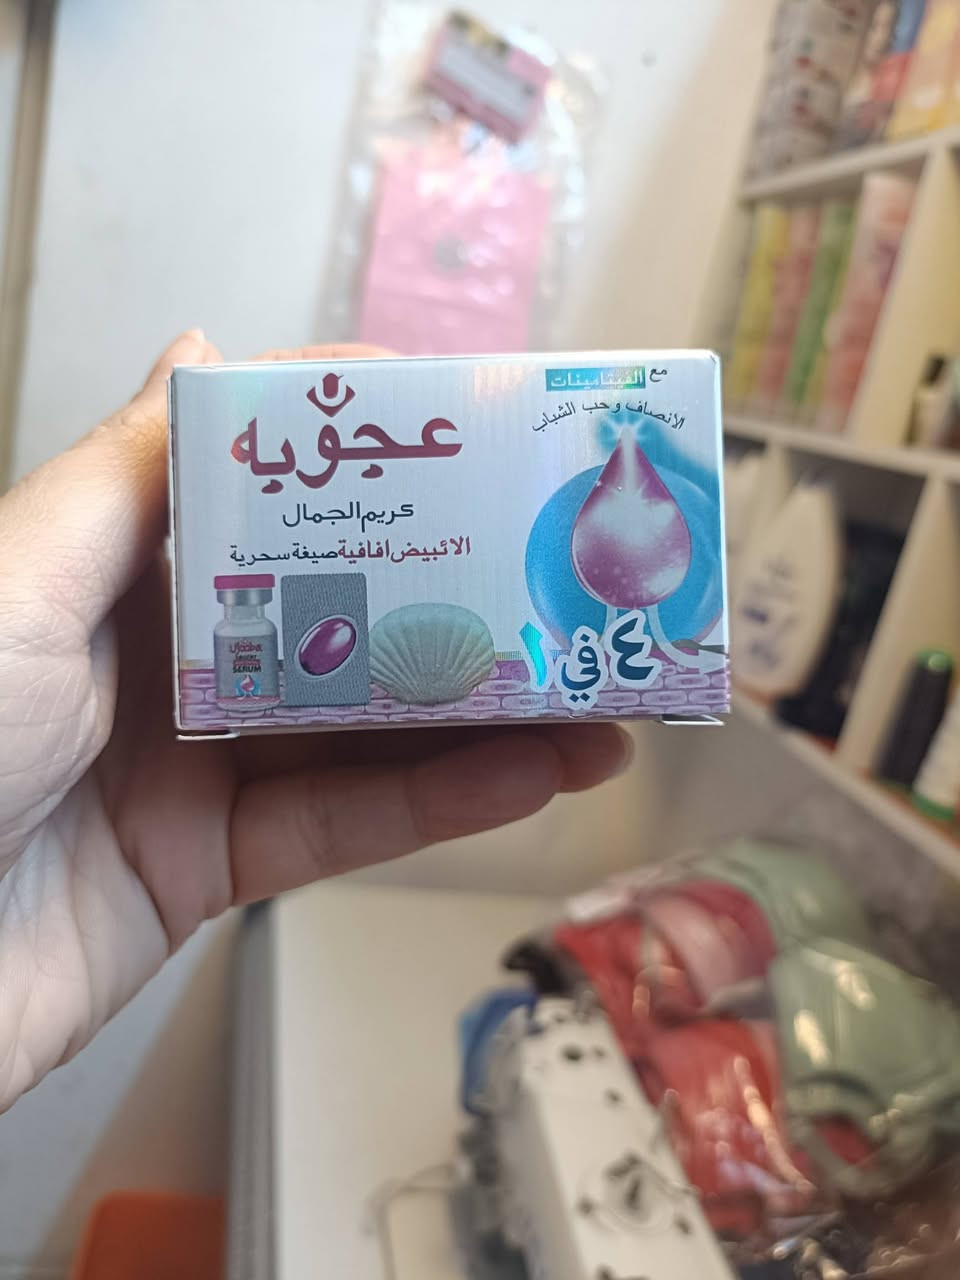 مع الفيتامينات
الانصاف وحب الشباب
عجوبه
كريم الجمال
الائبيض افافية صيغة سحرية
SERUM
٤ في ١